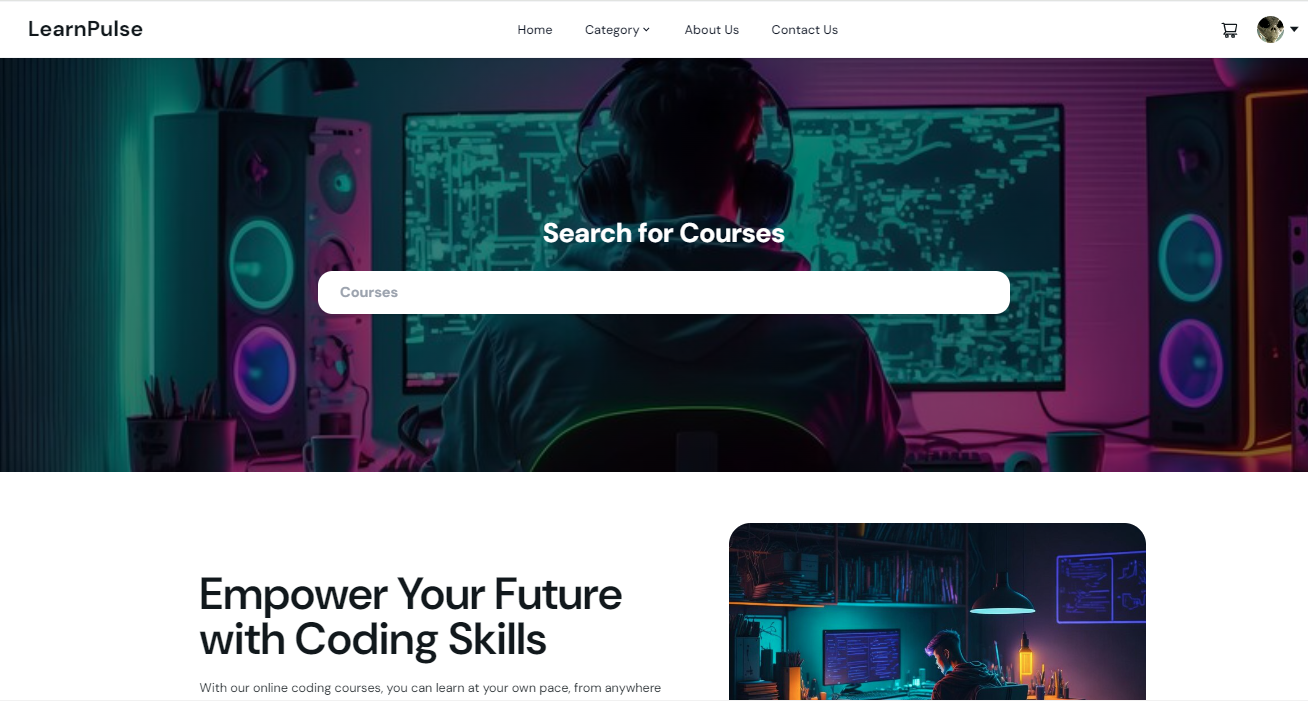 LearnPulse
Home
Category
About Us
Contact Us
Search for Courses
Courses
Empower Your Future
with Coding Skills
With our online coding courses, you can learn at your own pace, from anywhere